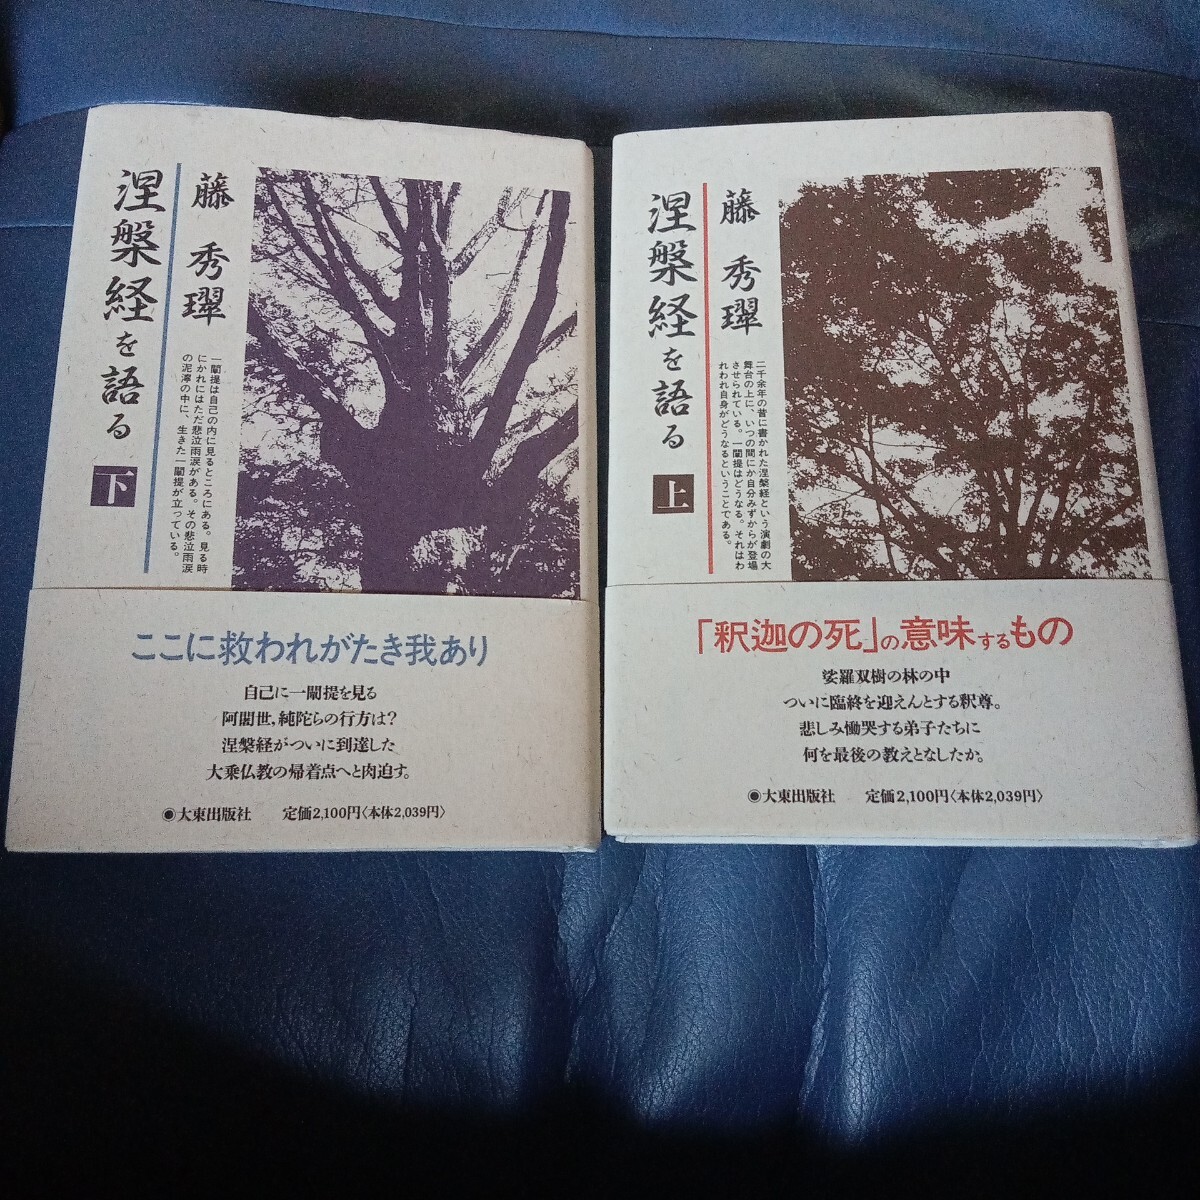 藤 秀璻
涅槃経を語る 下
一闡提は自己の内に見るところにある。見る時
にかれにはただ悲泣雨涙がある。その悲泣雨涙
の泥濘の中に、生きた一闡提が立っている。
ここに救われがたき我あり
自己に一闡提を見る
阿闍世,純陀らの行方は?
涅槃経がついに到達した
大乗仏教の帰着点へと肉迫す。
◉大東出版社 定価2,100円〈本体2,039円〉
藤 秀璻
涅槃経を語る 上
二千余年の昔に書かれた涅槃経という演劇の大
舞台の上に、いつの間にか自分みずからが登場
させられている。一闡提はどうなる。それはわ
れわれ自身がどうなるということである。
「釈迦の死」の意味するもの
娑羅双樹の林の中
ついに臨終を迎えんとする釈尊。
悲しみ慟哭する弟子たちに
何を最後の教えとなしたか。
◉大東出版社 定価2,100円〈本体2,039円〉